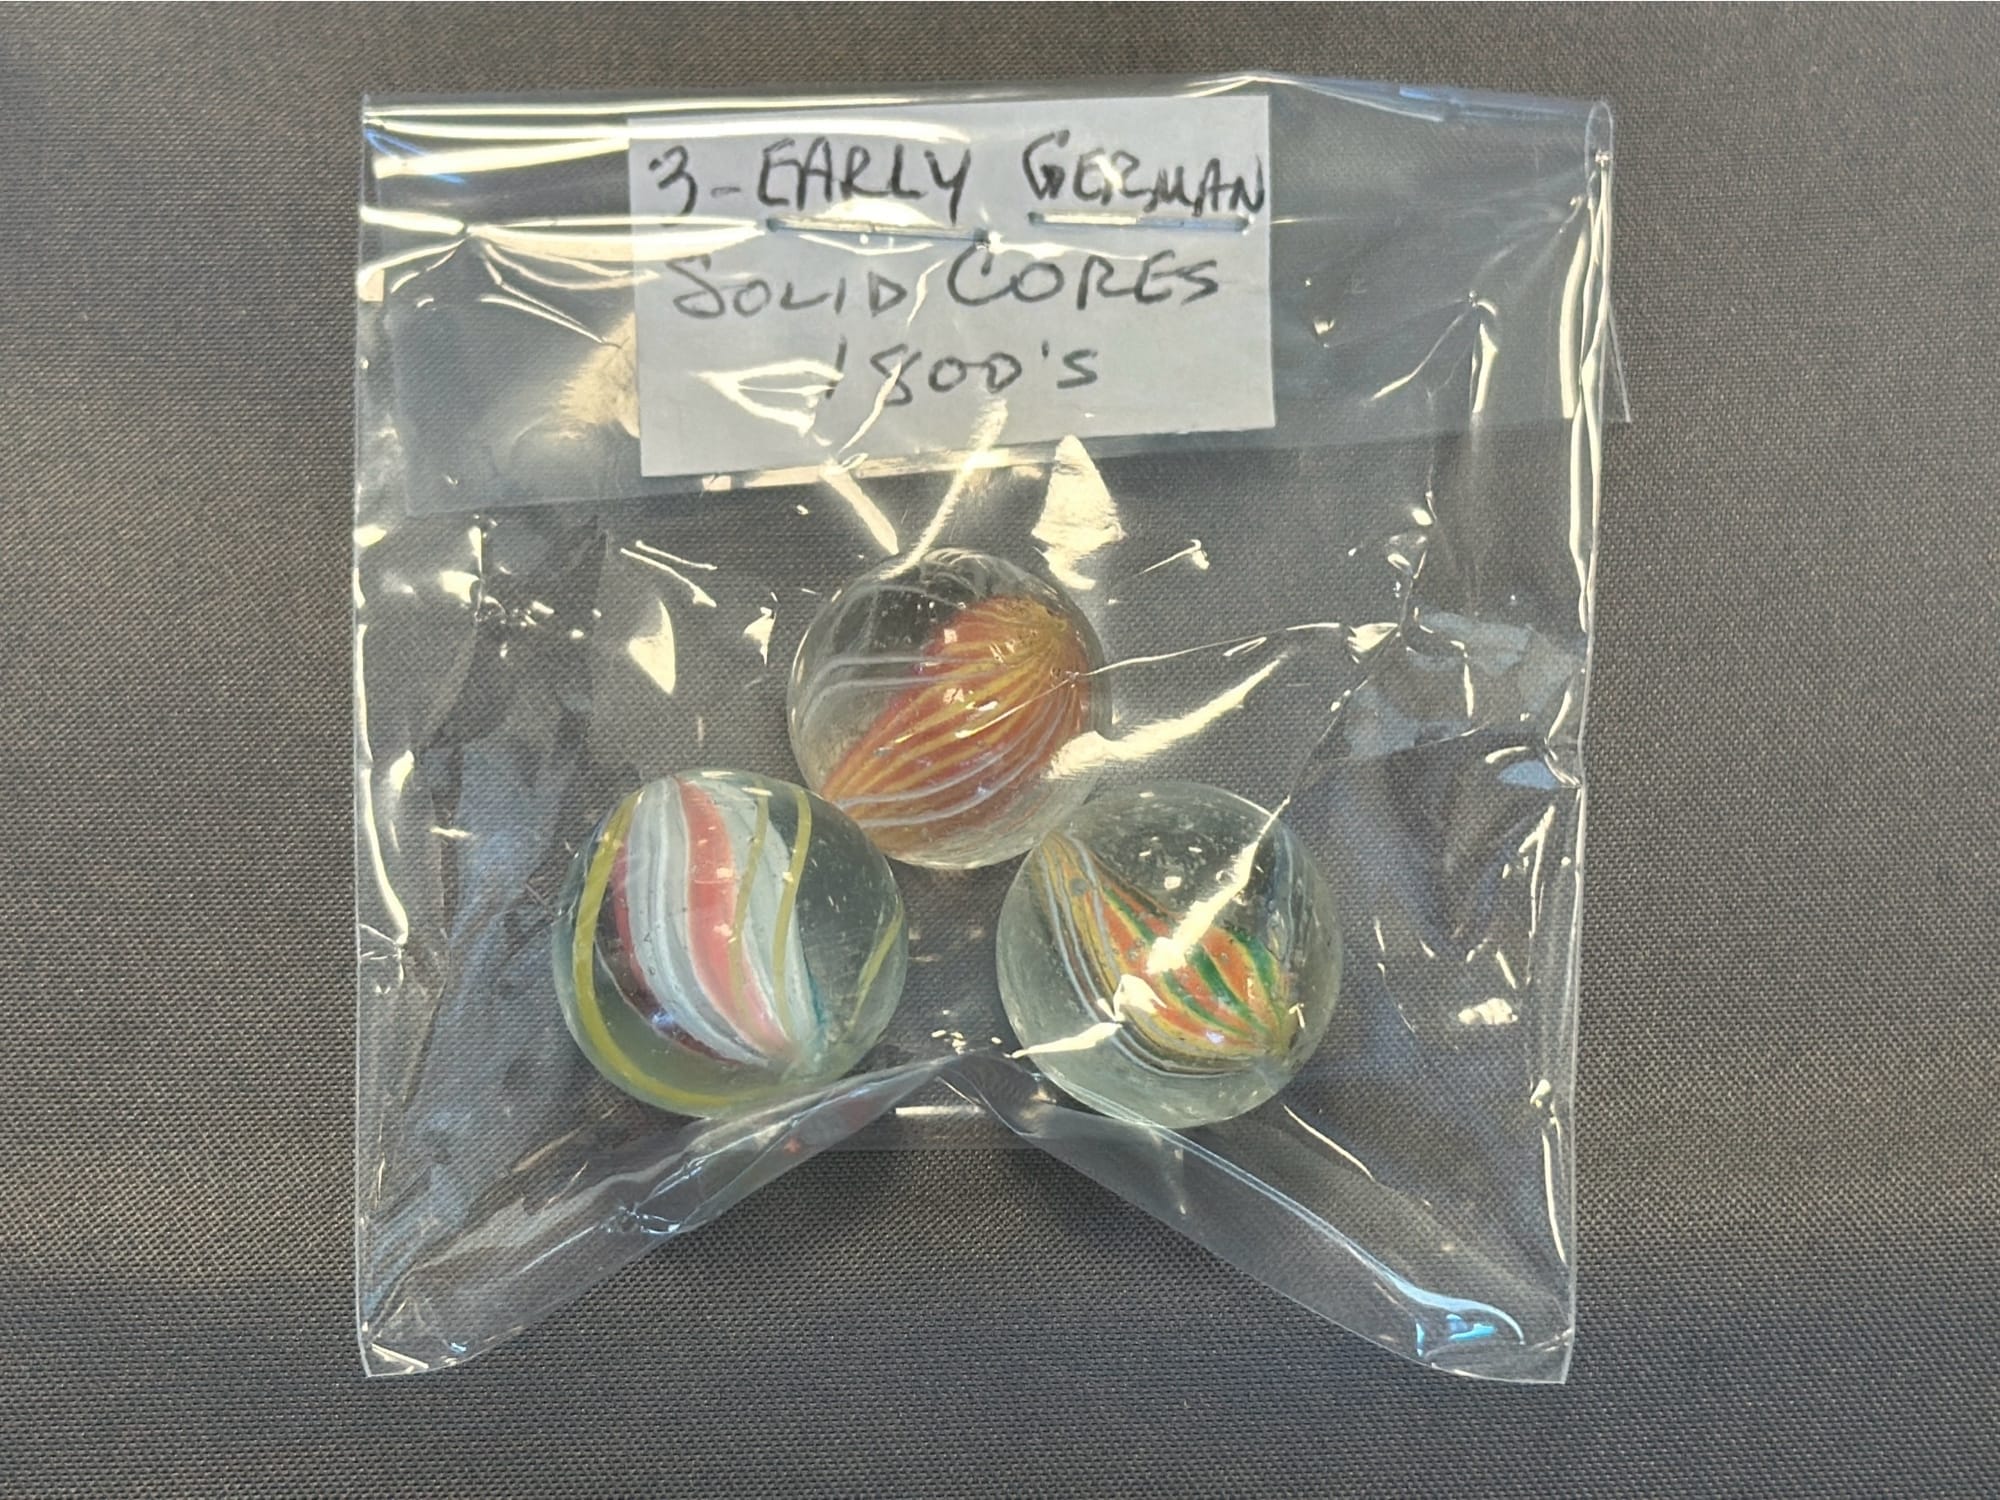 3-EARLY GERMAN
SOLID CORES
1800's